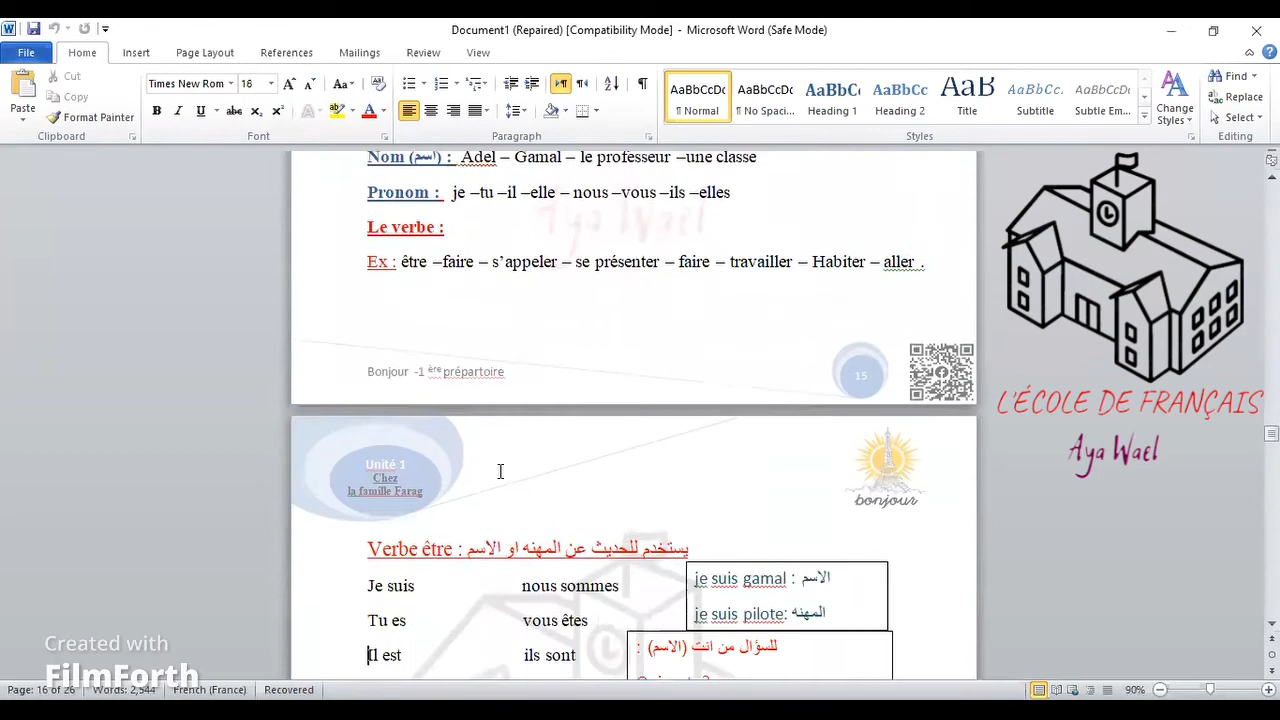 Document1 (Repaired) [Compatibility Mode] - Microsoft Word (Safe Mode)
File Home Insert Page Layout References Mailings Review View
Paste
Cut
Copy
Format Painter
Clipboard
Times New Rom 16
Font
Paragraph
AaBbCcDc AaBbCcDc AaBbCc AaBbCc AaB AaBbCc. AaBbCcDc
¶ Normal ¶ No Spaci... Heading 1 Heading 2 Title Subtitle Subtle Em...
Change Styles
Styles
Find
Replace
Select
Editing
Nom (اسم) : Adel – Gamal – le professeur –une classe
Pronom : je –tu –il –elle – nous –vous –ils –elles
Aya Wael
Le verbe :
Ex : être –faire – s’appeler – se présenter – faire – travailler – Habiter – aller .
Bonjour -1 ère prépartoire
15
L'ÉCOLE DE FRANÇAIS
Aya Wael
Unité 1
Chez
la famille Farag
bonjour
Verbe être : يستخدم للحديث عن المهنه او الاسم
Je suis nous sommes
Tu es vous êtes
Il est ils sont
je suis gamal : الاسم
je suis pilote: المهنه
للسؤال من انت (الاسم) :
Created with
FilmForth
Page: 16 of 26 Words: 2,544 French (France) Recovered 90%